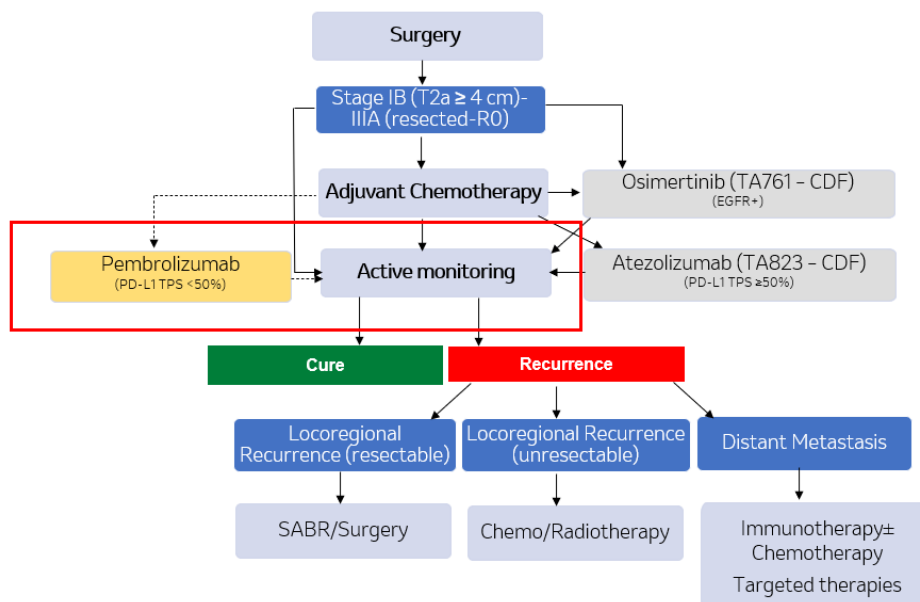 Surgery
Stage IB (T2a ≥ 4 cm)-
IIIA (resected-R0)
Adjuvant Chemotherapy
Osimertinib (TA761 – CDF)
(EGFR+)
Pembrolizumab
(PD-L1 TPS <50%)
Active monitoring
Atezolizumab (TA823 – CDF)
(PD-L1 TPS ≥50%)
Cure
Recurrence
Locoregional
Recurrence (resectable)
Locoregional Recurrence
(unresectable)
Distant Metastasis
SABR/Surgery
Chemo/Radiotherapy
Immunotherapy±
Chemotherapy
Targeted therapies